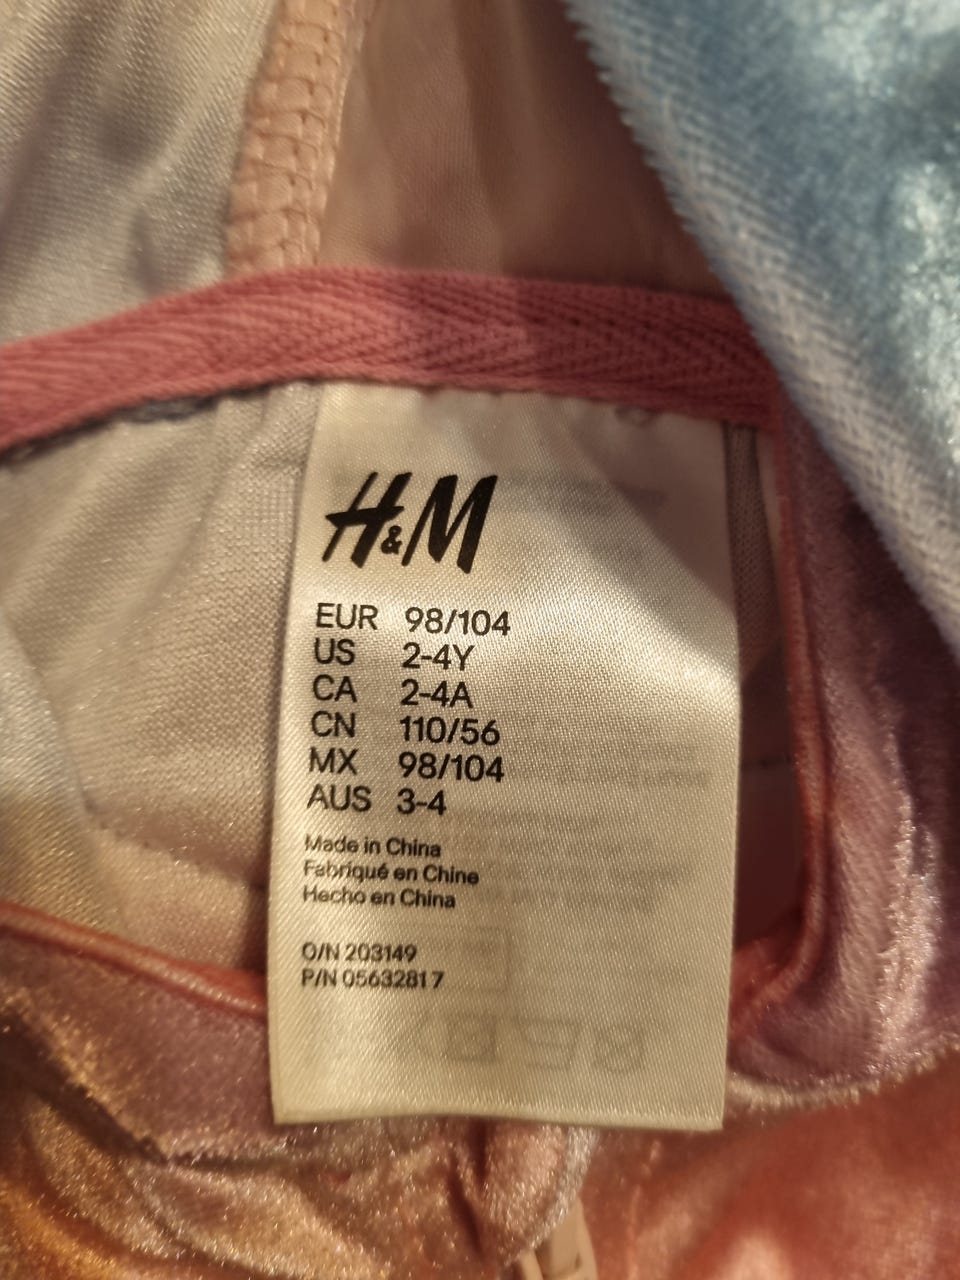 H&M
EUR 98/104
US 2-4Y
CA 2-4A
CN 110/56
MX 98/104
AUS 3-4
Made in China
Fabriqué en Chine
Hecho en China
O/N 203149
P/N 05632817